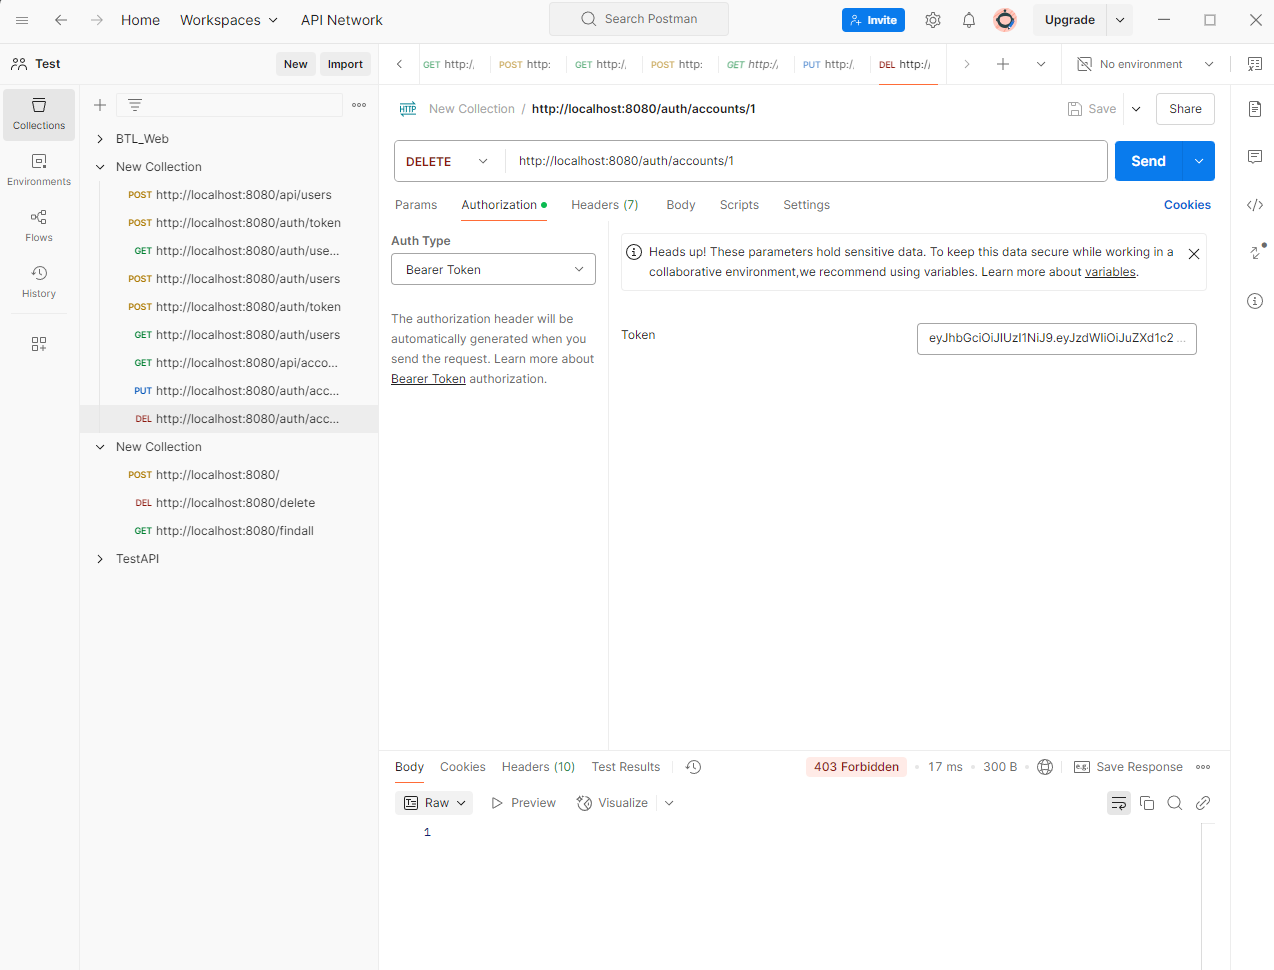 Home Workspaces API Network Search Postman Invite Upgrade
Test New Import
GET http:/, POST http: GET http:/, POST http: GET http:/, PUT http:/, DEL http:// No environment
Collections
Environments
Flows
History
BTL_Web
New Collection
POST http://localhost:8080/api/users
POST http://localhost:8080/auth/token
GET http://localhost:8080/auth/use...
POST http://localhost:8080/auth/users
POST http://localhost:8080/auth/token
GET http://localhost:8080/auth/users
GET http://localhost:8080/api/acco...
PUT http://localhost:8080/auth/acc...
DEL http://localhost:8080/auth/acc...
New Collection
POST http://localhost:8080/
DEL http://localhost:8080/delete
GET http://localhost:8080/findall
TestAPI
HTTP New Collection / http://localhost:8080/auth/accounts/1 Save Share
DELETE http://localhost:8080/auth/accounts/1 Send
Params Authorization Headers (7) Body Scripts Settings Cookies
Auth Type
Bearer Token
The authorization header will be
automatically generated when you
send the request. Learn more about
Bearer Token authorization.
Heads up! These parameters hold sensitive data. To keep this data secure while working in a
collaborative environment,we recommend using variables. Learn more about variables.
Token eyJhbGciOiJIUzI1NiJ9.eyJzdWIiOiJuZXd1c2 ...
Body Cookies Headers (10) Test Results 403 Forbidden 17 ms 300 B e.g. Save Response
Raw Preview Visualize
1